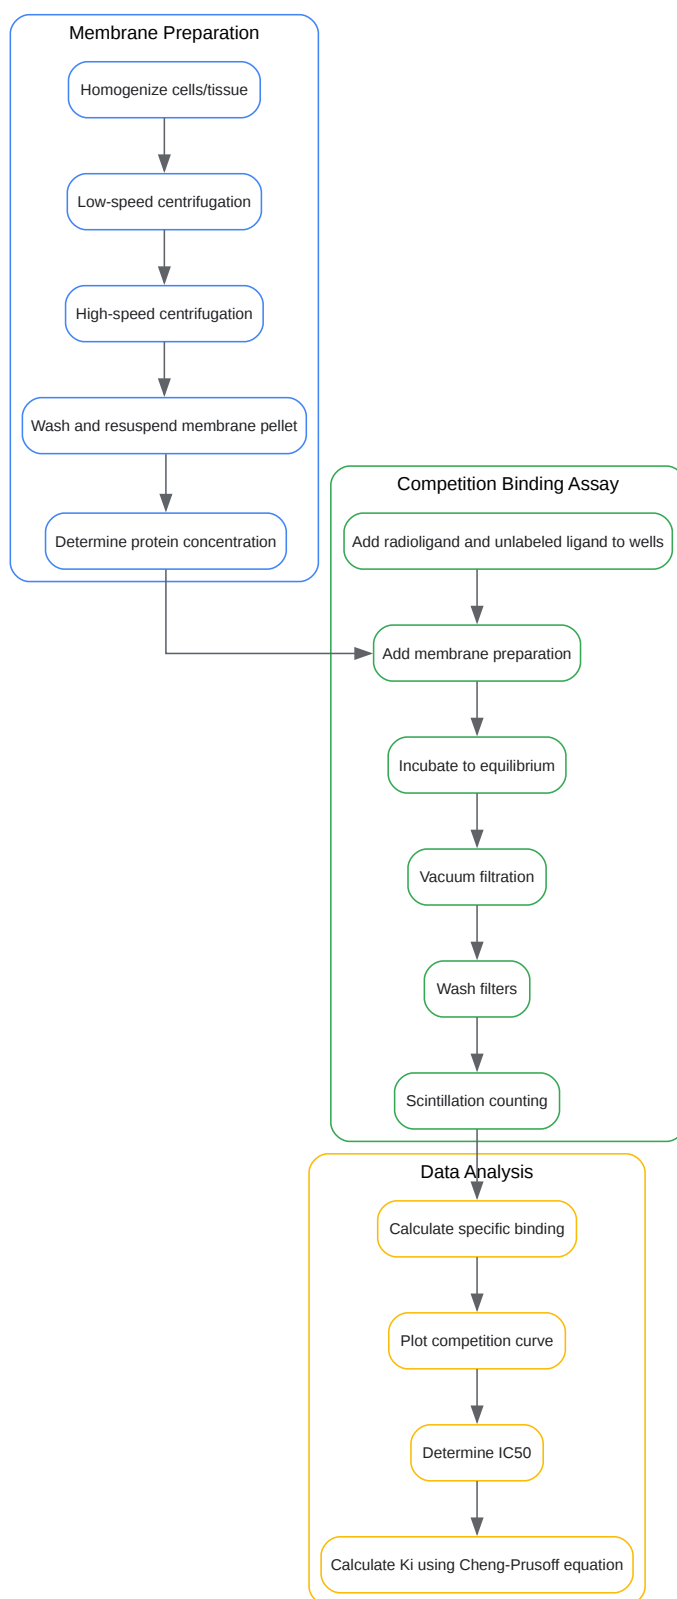 Membrane Preparation
Homogenize cells/tissue
Low-speed centrifugation
High-speed centrifugation
Wash and resuspend membrane pellet
Determine protein concentration
Competition Binding Assay
Add radioligand and unlabeled ligand to wells
Add membrane preparation
Incubate to equilibrium
Vacuum filtration
Wash filters
Scintillation counting
Data Analysis
Calculate specific binding
Plot competition curve
Determine IC50
Calculate Ki using Cheng-Prusoff equation